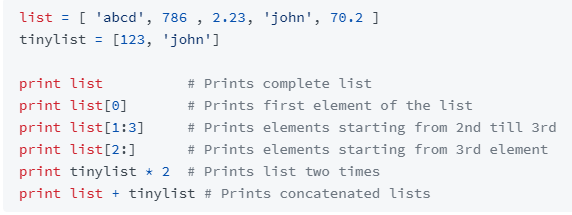 list = [ 'abcd', 786 , 2.23, 'john', 70.2 ]
tinylist = [123, 'john']

print list          # Prints complete list
print list[0]       # Prints first element of the list
print list[1:3]     # Prints elements starting from 2nd till 3rd
print list[2:]      # Prints elements starting from 3rd element
print tinylist * 2  # Prints list two times
print list + tinylist # Prints concatenated lists